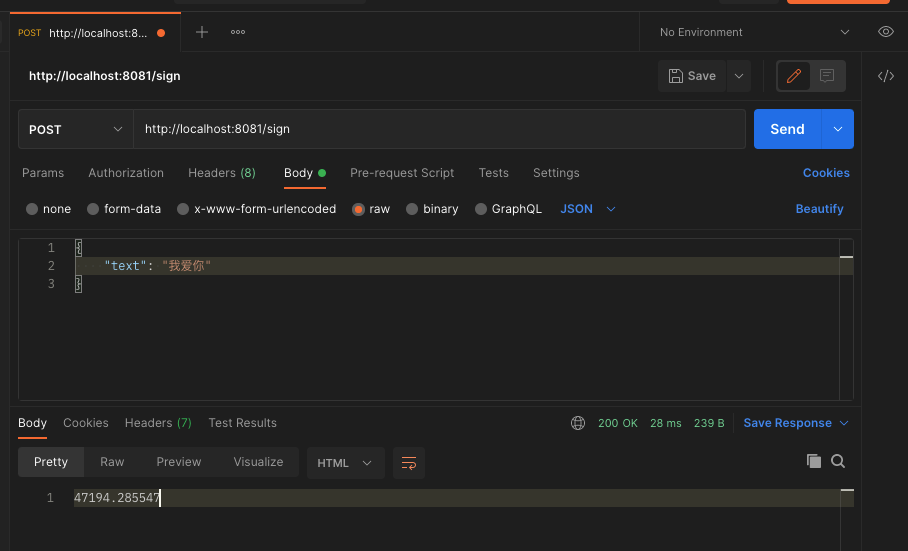 POST http://localhost:8... No Environment
http://localhost:8081/sign Save
POST http://localhost:8081/sign Send
Params Authorization Headers (8) Body Pre-request Script Tests Settings Cookies
none form-data x-www-form-urlencoded raw binary GraphQL JSON Beautify
1 {
2 "text": "我爱你"
3 }
Body Cookies Headers (7) Test Results 200 OK 28 ms 239 B Save Response
Pretty Raw Preview Visualize HTML
1 47194.285547